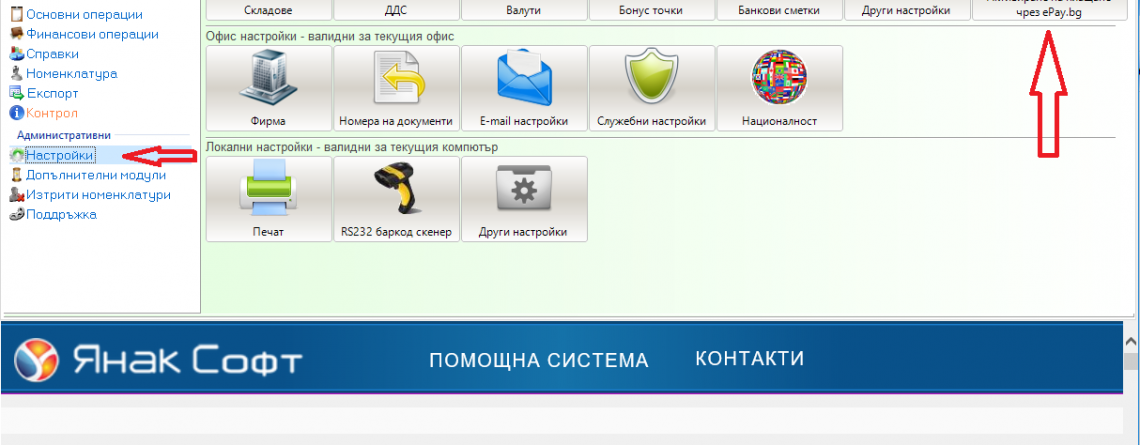 Основни операции
Финансови операции
Справки
Номенклатура
Експорт
Контрол
Административни
Настройки
Допълнителни модули
Изтрити номенклатури
Поддръжка
Складове
ДДС
Валути
Бонус точки
Банкови сметки
Други настройки
чрез ePay.bg
Офис настройки - валидни за текущия офис
Фирма
Номера на документи
E-mail настройки
Служебни настройки
Националност
Локални настройки - валидни за текущия компютър
Печат
RS232 баркод скенер
Други настройки
Янак Софт
ПОМОЩНА СИСТЕМА
КОНТАКТИ